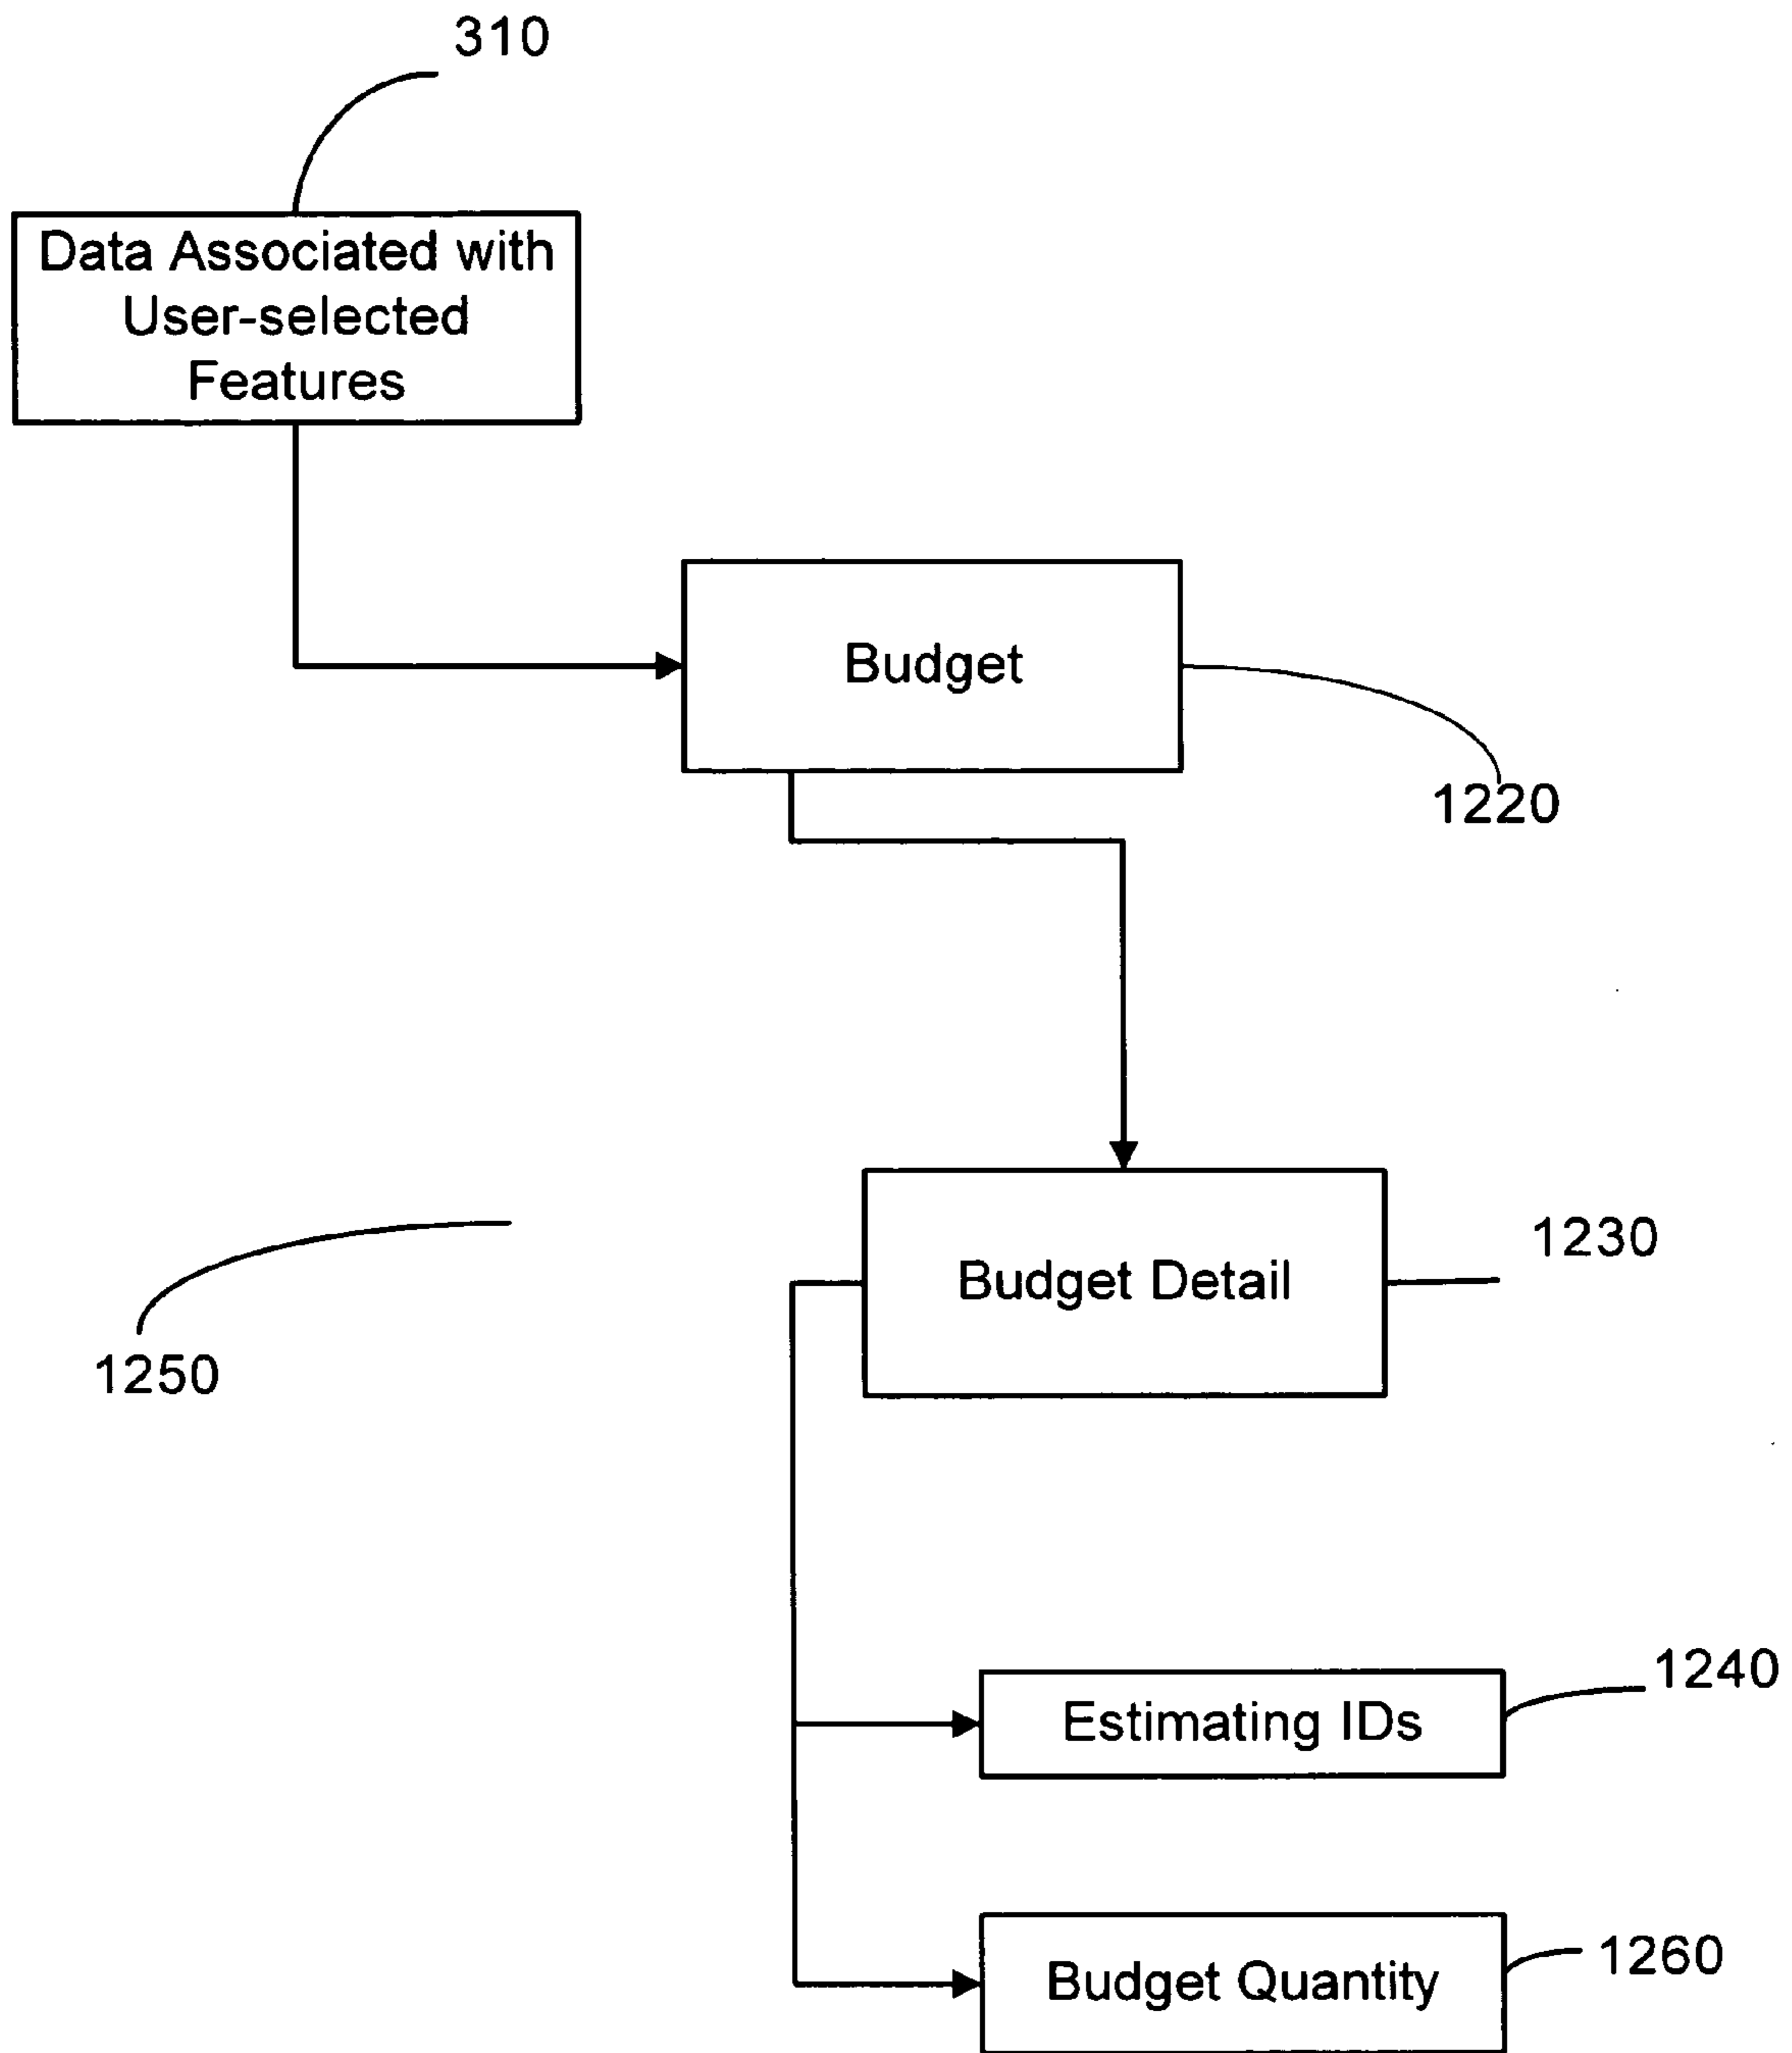 310
Data Associated with
User-selected
Features
Budget
1220
1230
Budget Detail
1250
1240
Estimating IDs
1260
Budget Quantity